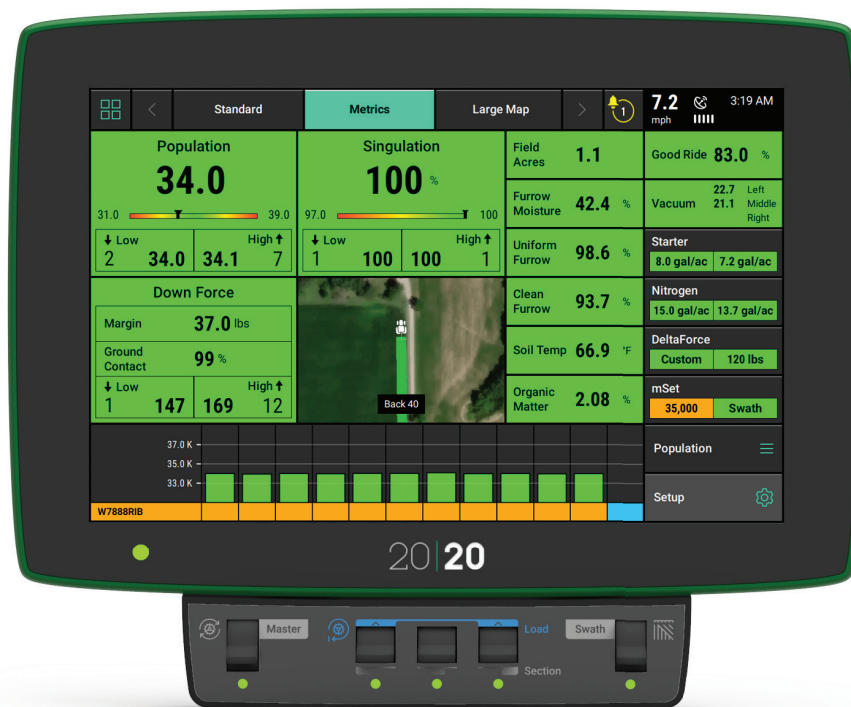 Standard
Metrics
Large Map
1
7.2
mph
3:19 AM
Population
34.0
31.0
39.0
Low
High
2
34.0
34.1
7
Singulation
100 %
97.0
100
Low
High
1
100
100
1
Field Acres
1.1
Furrow Moisture
42.4 %
Uniform Furrow
98.6 %
Clean Furrow
93.7 %
Soil Temp
66.9 °F
Organic Matter
2.08 %
Good Ride 83.0 %
Vacuum
22.7 Left
21.1 Middle
Right
Starter
8.0 gal/ac
7.2 gal/ac
Nitrogen
15.0 gal/ac
13.7 gal/ac
DeltaForce
Custom
120 lbs
mSet
35,000
Swath
Population
Setup
Down Force
Margin
37.0 lbs
Ground Contact
99 %
Low
High
1
147
169
12
Back 40
37.0 K
35.0 K
33.0 K
W7888RIB
20|20
Master
Load
Section
Swath